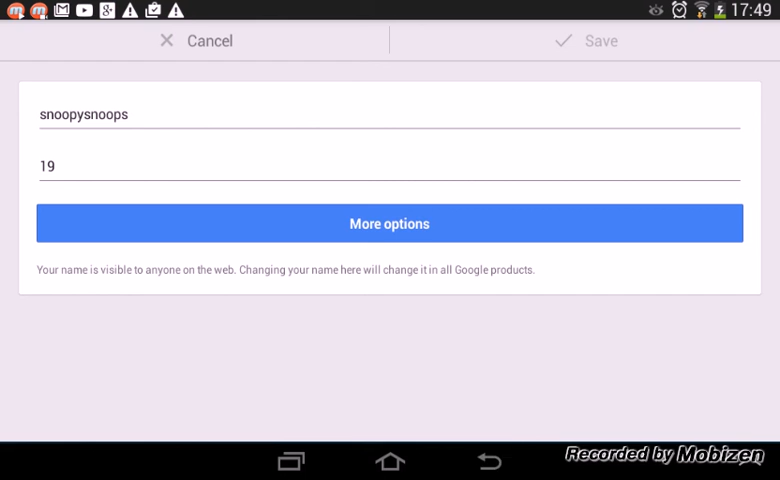 17:49
Cancel
Save
snoopysnoops
19
More options
Your name is visible to anyone on the web. Changing your name here will change it in all Google products.
Recorded by Mobizen